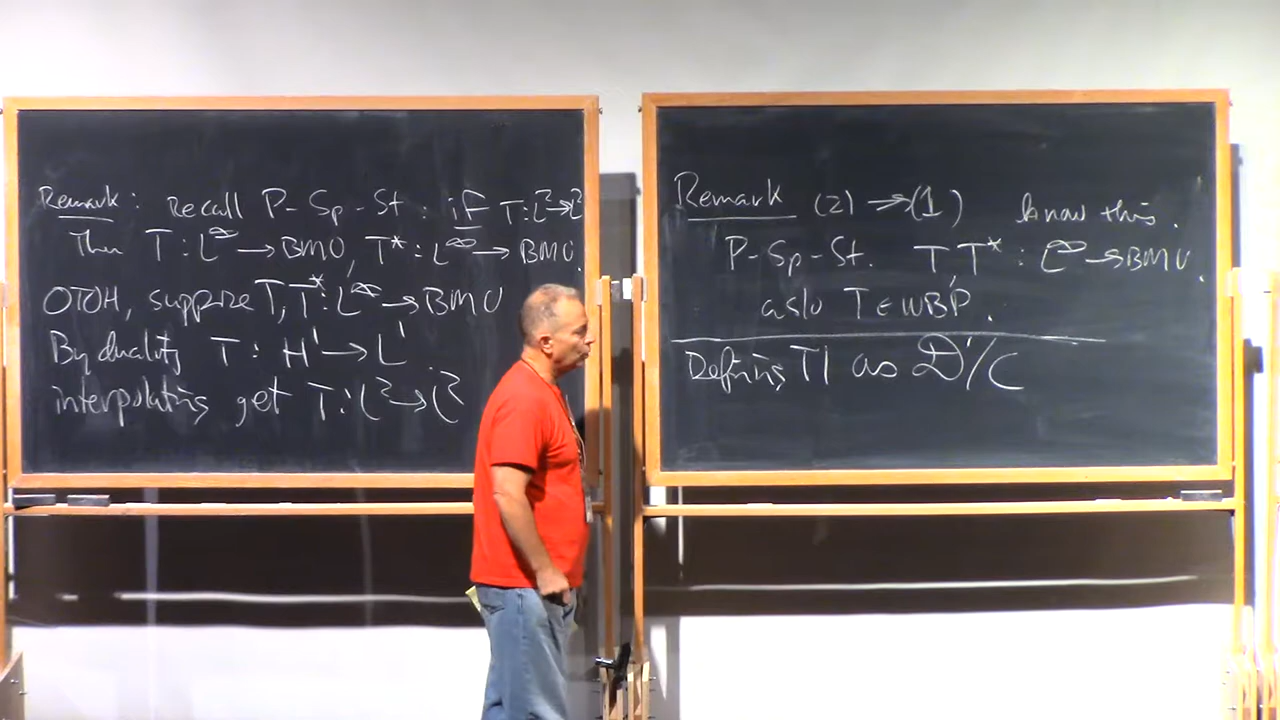 Remark : Recall P-Sp-St : if T: L² → L²
Then T : L^∞ → BMO, T* : L^∞ → BMO.
OTOH, suppose T, T* : L^∞ → BMO
By duality T : H¹ → L¹
interpolating get T : L² → L²
Remark (2) ⇒ (1) know this.
P-Sp-St. T, T* : L^∞ → BMO.
aslo T ∈ WBP.
Defining T1 as D'/C